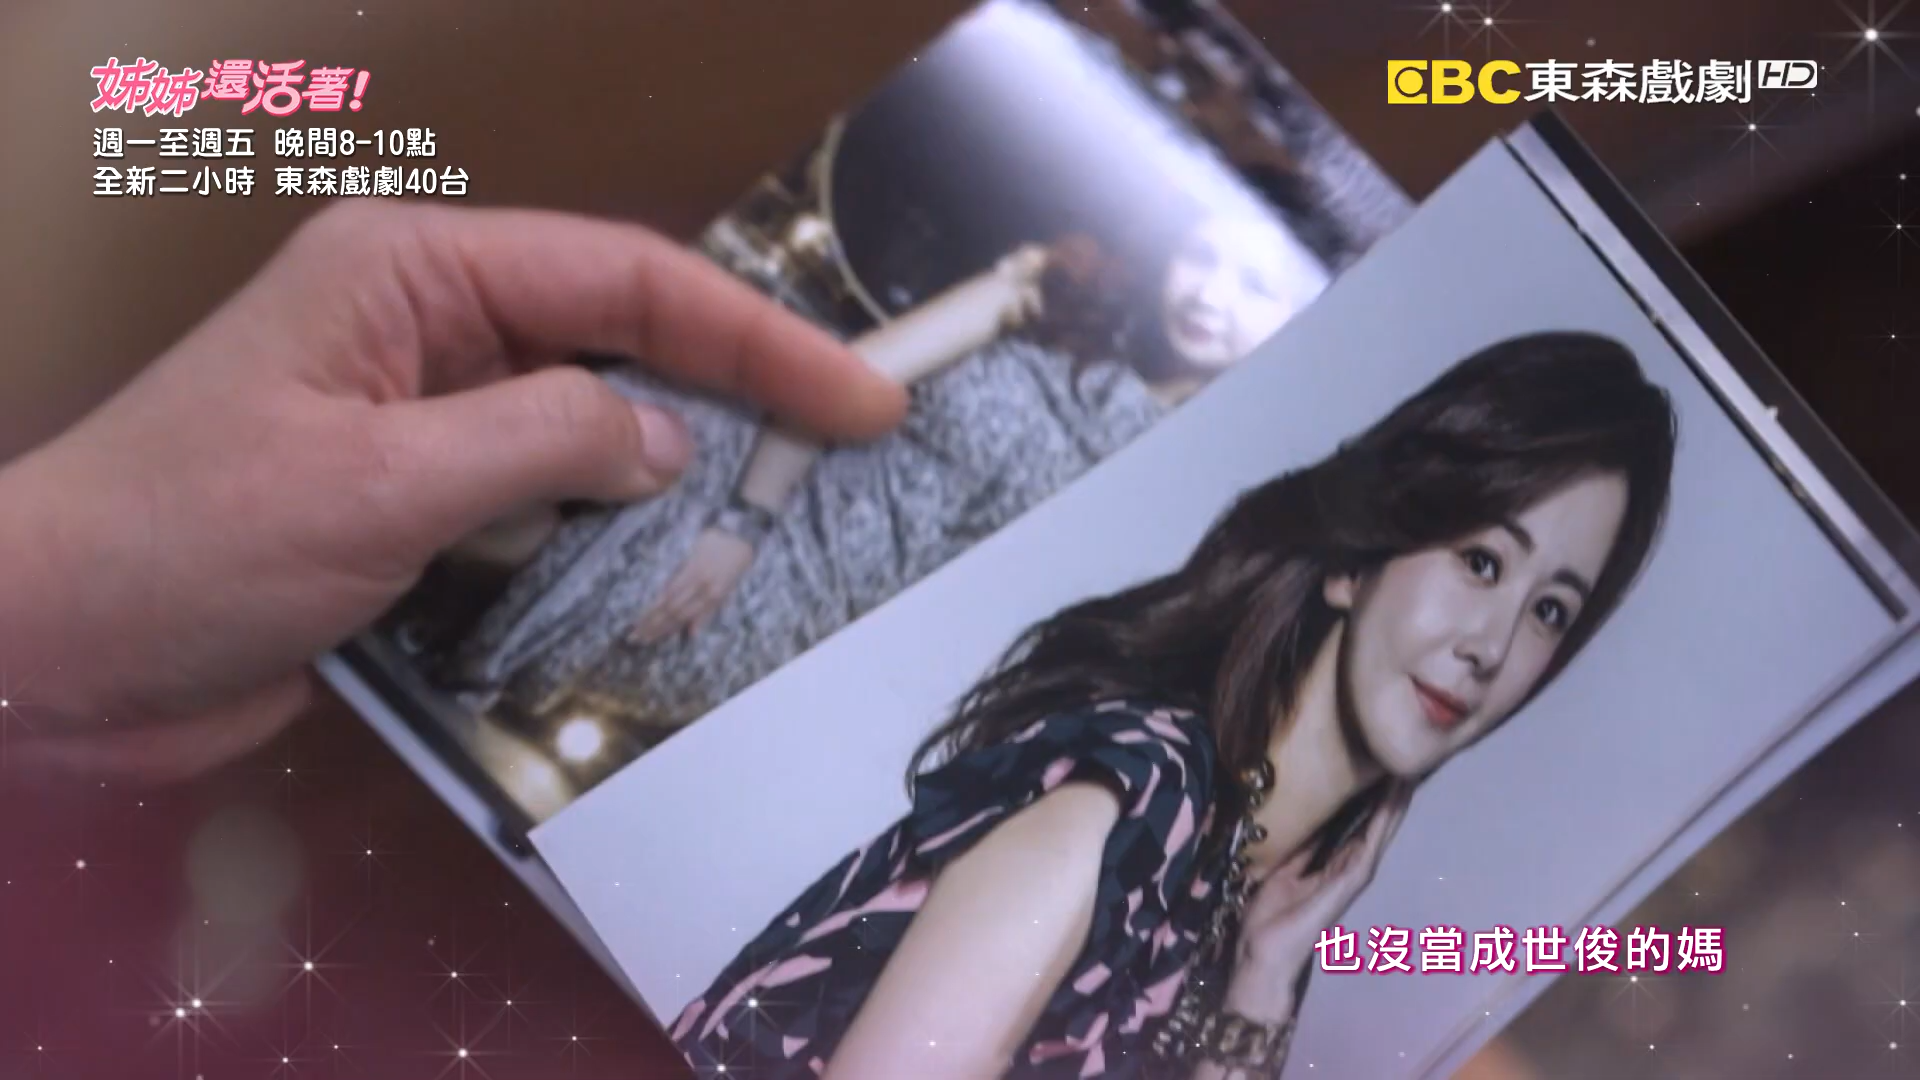 姊姊還活著!
週一至週五 晚間8-10點
全新二小時 東森戲劇40台
EBC東森戲劇HD
也沒當成世俊的媽